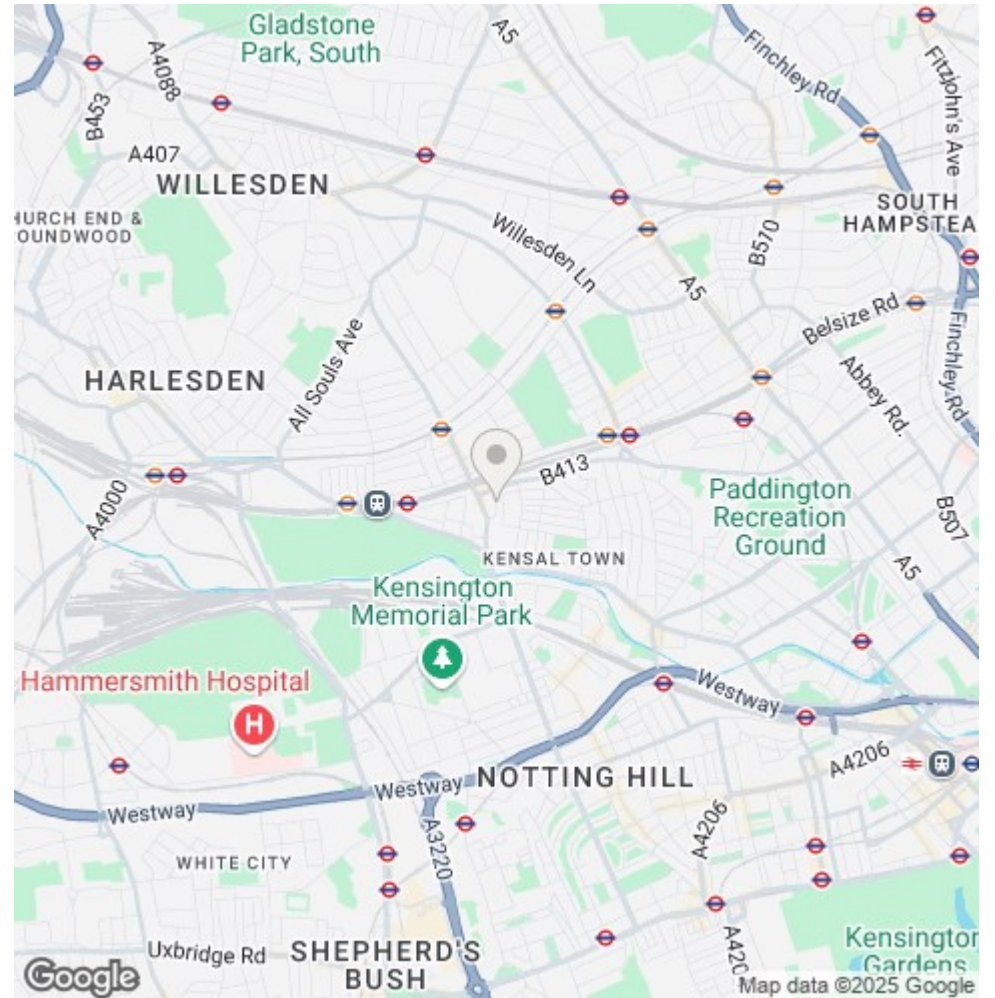 Gladstone
Park, South
A5
Finchley Rd
Fitzjohn's Ave
A4088
B453
A407
WILLESDEN
HURCH END &
OUNDWOOD
SOUTH
HAMPSTEA
B570
Willesden Ln
A5
Belsize Rd
Finchley Rd
All Souls Ave
HARLESDEN
Abbey Rd.
B413
A4000
Paddington
Recreation
Ground
B507
KENSAL TOWN
A5
Kensington
Memorial Park
Hammersmith Hospital
H
Westway
A4206
Westway
NOTTING HILL
Westway
A3220
A4206
WHITE CITY
Uxbridge Rd
SHEPHERD'S
BUSH
A420
Kensington
Gardens
Google
Map data ©2025 Google